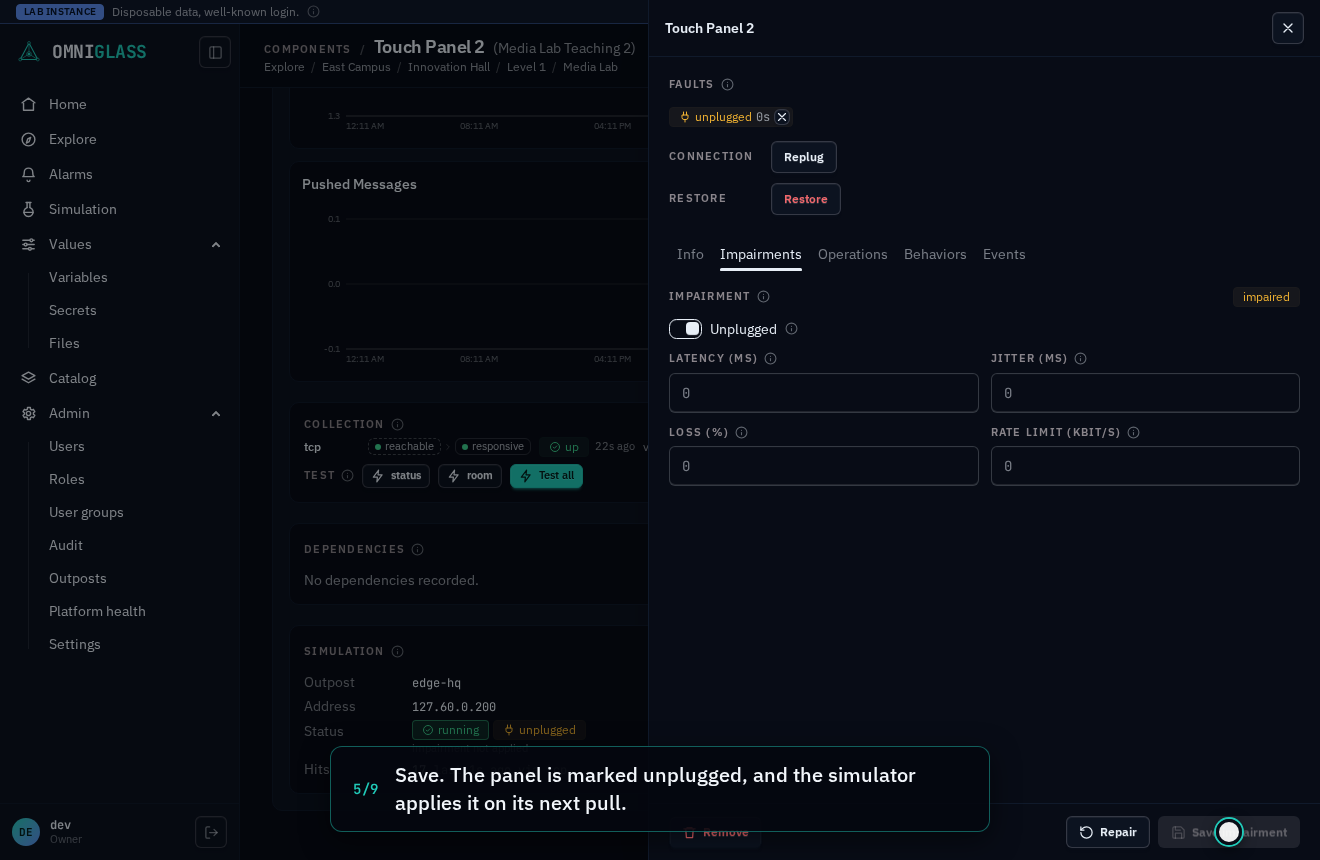 LAB INSTANCE Disposable data, well-known login.
OMNIGLASS
Home
Explore
Alarms
Simulation
Values
Variables
Secrets
Files
Catalog
Admin
Users
Roles
User groups
Audit
Outposts
Platform health
Settings
DE dev
Owner
COMPONENTS / Touch Panel 2 (Media Lab Teaching 2)
Explore / East Campus / Innovation Hall / Level 1 / Media Lab
1.3
12:11 AM 08:11 AM 04:11 PM
Pushed Messages
0.1
0.0
-0.1
12:11 AM 08:11 AM 04:11 PM
COLLECTION
tcp reachable › responsive up 22s ago
TEST status room Test all
DEPENDENCIES
No dependencies recorded.
SIMULATION
Outpost edge-hq
Address 127.60.0.200
Status running unplugged
Hits
Touch Panel 2
FAULTS
unplugged 0s
CONNECTION Replug
RESTORE Restore
Info Impairments Operations Behaviors Events
IMPAIRMENT impaired
Unplugged
LATENCY (MS) JITTER (MS)
0 0
LOSS (%) RATE LIMIT (KBIT/S)
0 0
5/9 Save. The panel is marked unplugged, and the simulator
applies it on its next pull.
Remove Repair